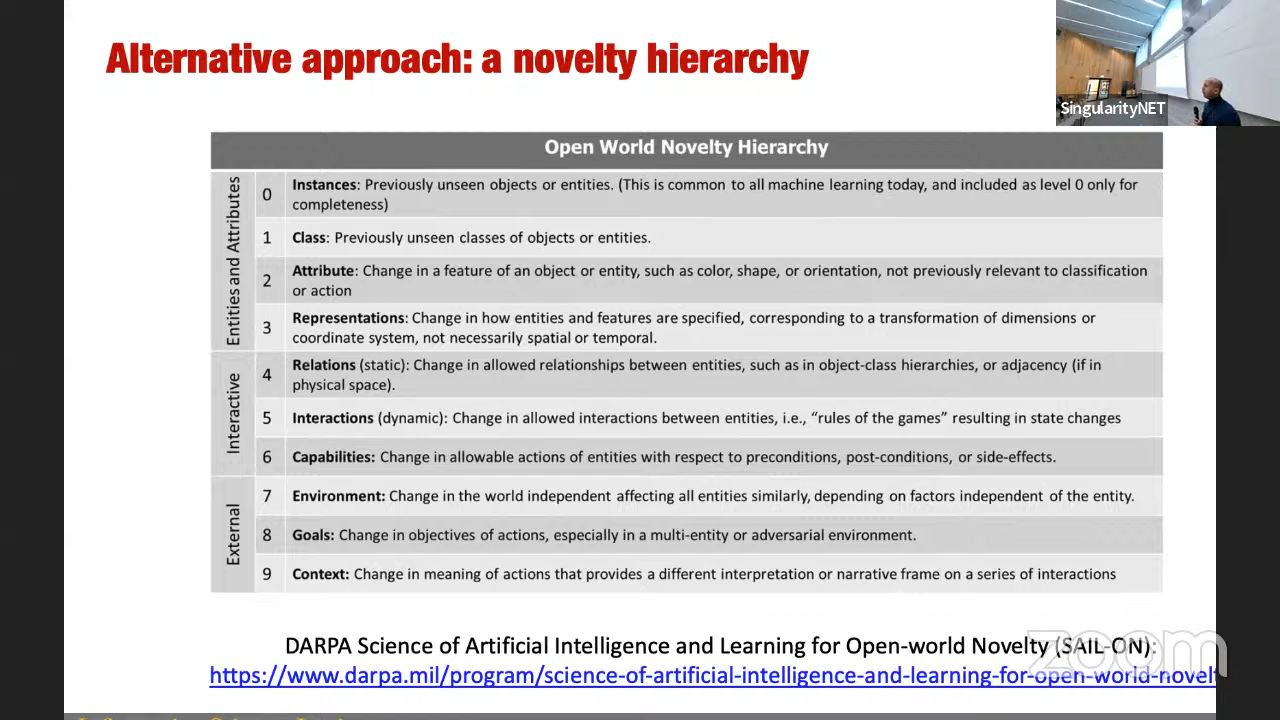 Alternative approach: a novelty hierarchy
SingularityNET
Open World Novelty Hierarchy
Entities and Attributes
0
Instances: Previously unseen objects or entities. (This is common to all machine learning today, and included as level 0 only for
completeness)
1
Class: Previously unseen classes of objects or entities.
2
Attribute: Change in a feature of an object or entity, such as color, shape, or orientation, not previously relevant to classification
or action
3
Representations: Change in how entities and features are specified, corresponding to a transformation of dimensions or
coordinate system, not necessarily spatial or temporal.
Interactive
4
Relations (static): Change in allowed relationships between entities, such as in object-class hierarchies, or adjacency (if in
physical space).
5
Interactions (dynamic): Change in allowed interactions between entities, i.e., “rules of the games” resulting in state changes
6
Capabilities: Change in allowable actions of entities with respect to preconditions, post-conditions, or side-effects.
External
7
Environment: Change in the world independent affecting all entities similarly, depending on factors independent of the entity.
8
Goals: Change in objectives of actions, especially in a multi-entity or adversarial environment.
9
Context: Change in meaning of actions that provides a different interpretation or narrative frame on a series of interactions
DARPA Science of Artificial Intelligence and Learning for Open-world Novelty (SAIL-ON):
https://www.darpa.mil/program/science-of-artificial-intelligence-and-learning-for-open-world-novelt
zoom